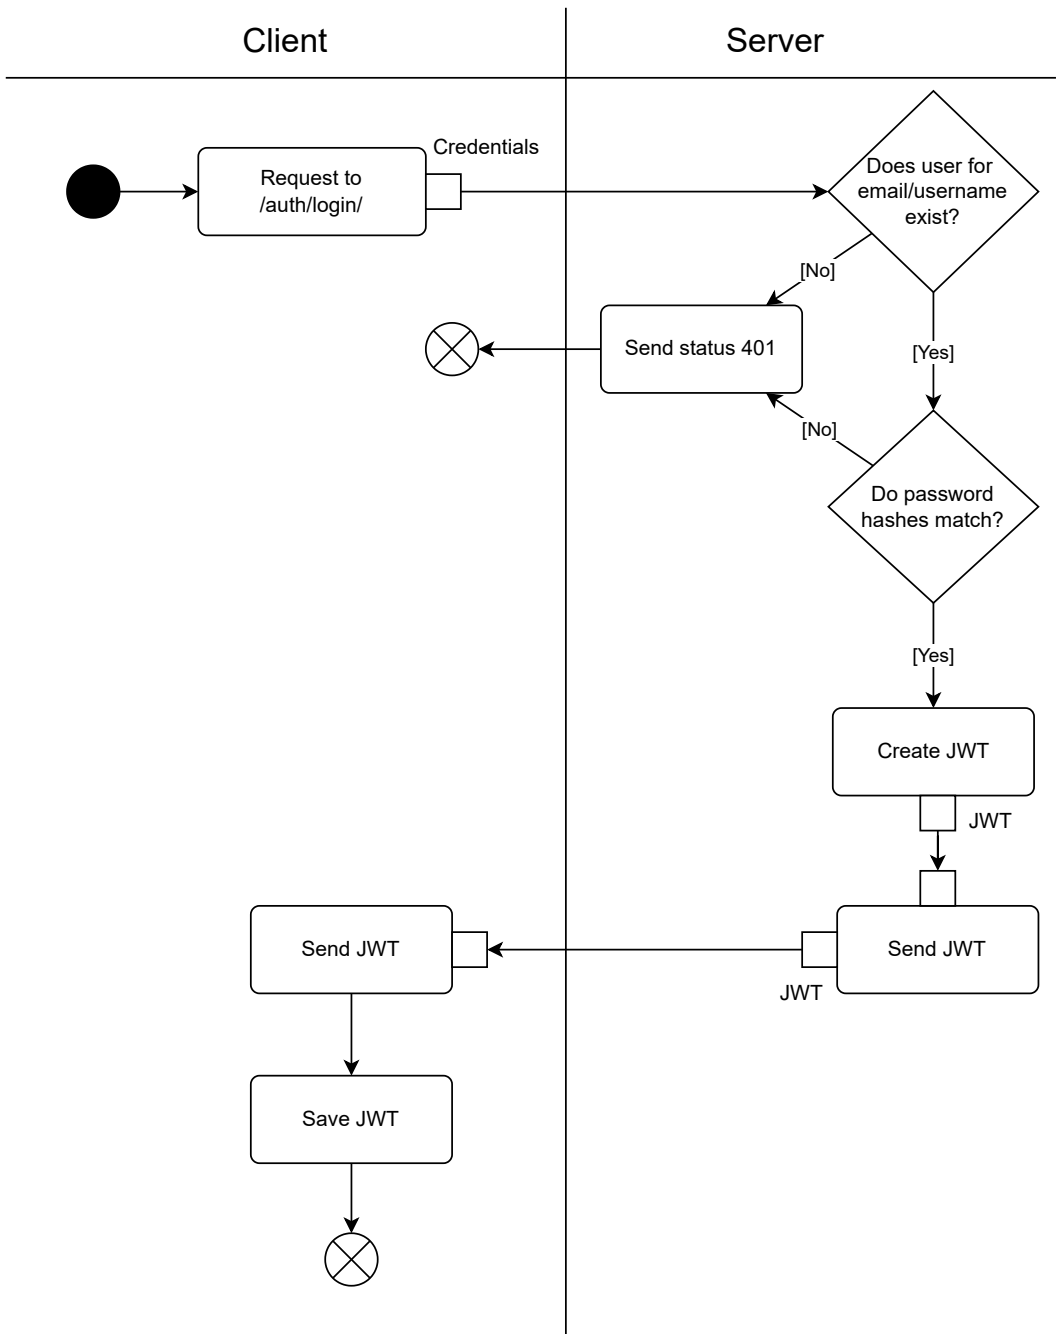 Client
Server
Credentials
Request to
/auth/login/
Does user for
email/username
exist?
[No]
Send status 401
[Yes]
[No]
Do password
hashes match?
[Yes]
Create JWT
JWT
Send JWT
Send JWT
JWT
Save JWT